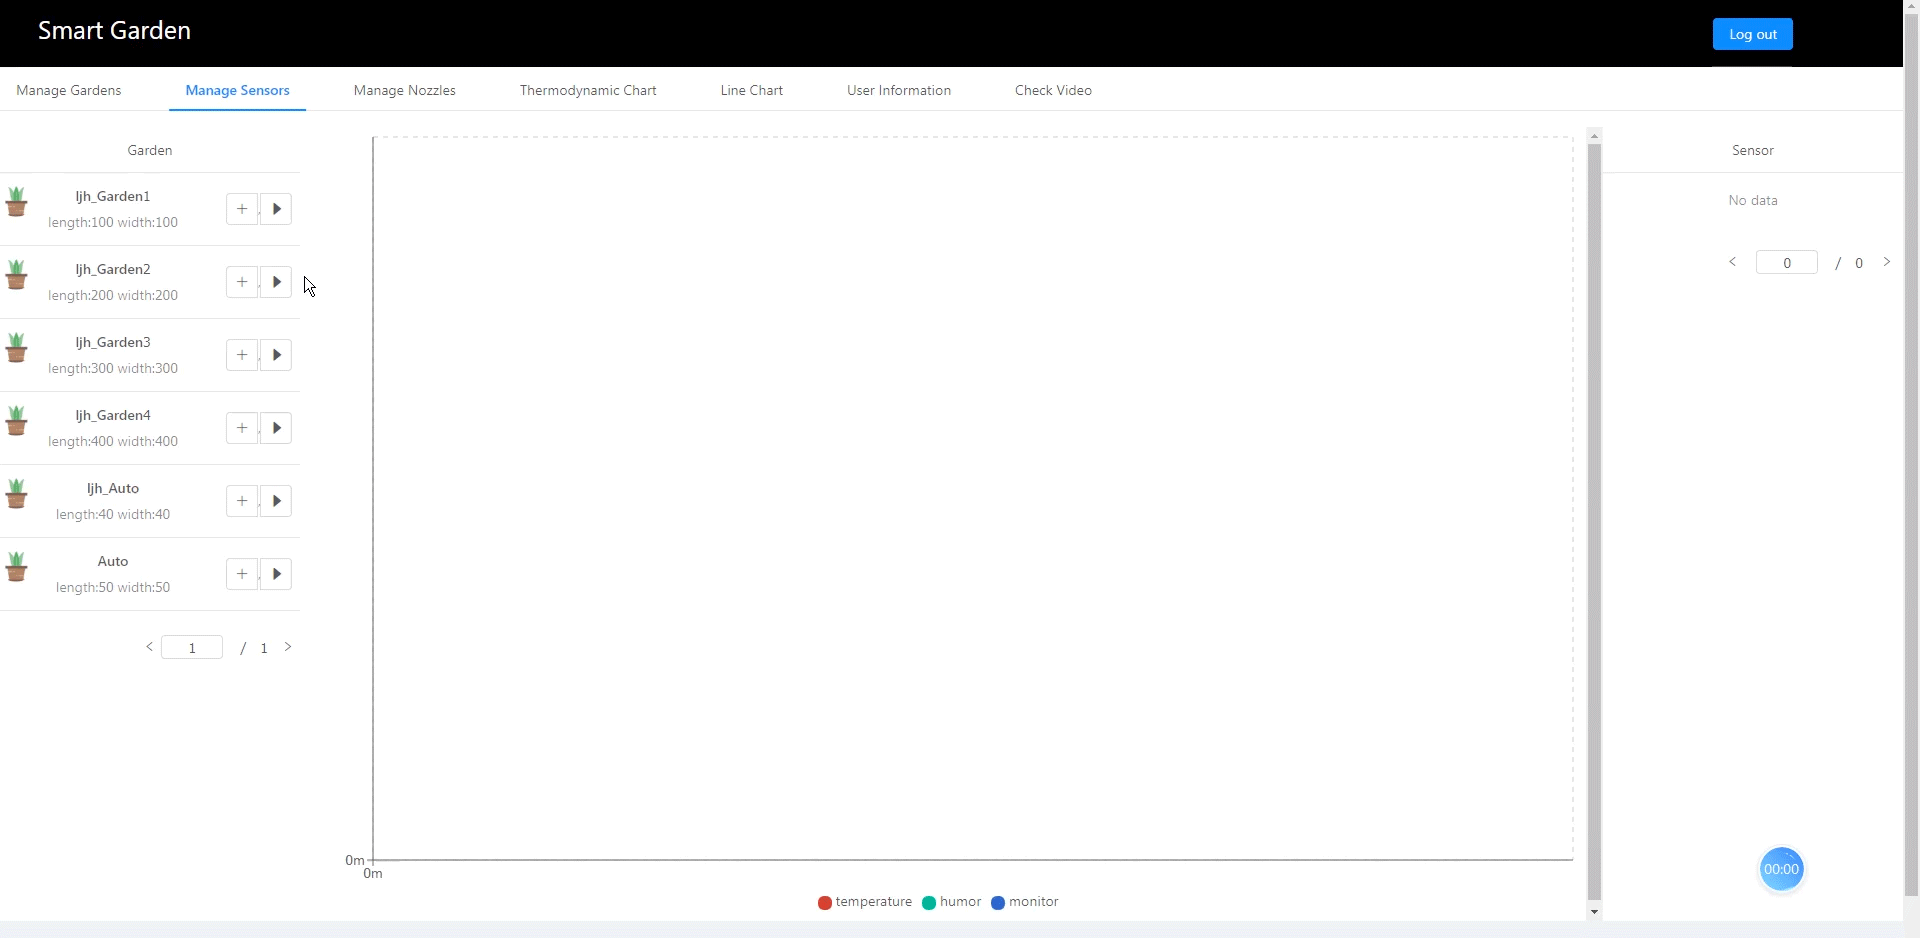 Smart Garden
Log out
Manage Gardens Manage Sensors Manage Nozzles Thermodynamic Chart Line Chart User Information Check Video
Garden
ljh_Garden1
length:100 width:100
ljh_Garden2
length:200 width:200
ljh_Garden3
length:300 width:300
ljh_Garden4
length:400 width:400
ljh_Auto
length:40 width:40
Auto
length:50 width:50
< 1 / 1 >
0m
0m
temperature humor monitor
Sensor
No data
< 0 / 0 >
00:00